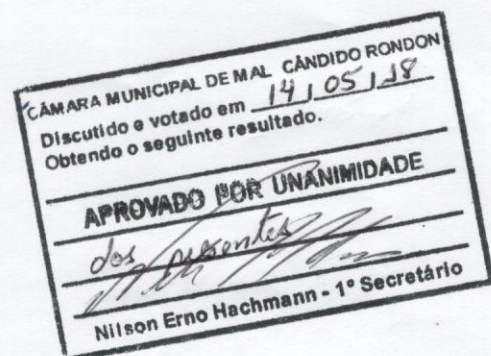 CÂMARA MUNICIPAL DE MAL CÂNDIDO RONDON
Discutido e votado em 14/05/18
Obtendo o seguinte resultado.
APROVADO POR UNANIMIDADE
dos presentes
Nilson Erno Hachmann - 1º Secretário